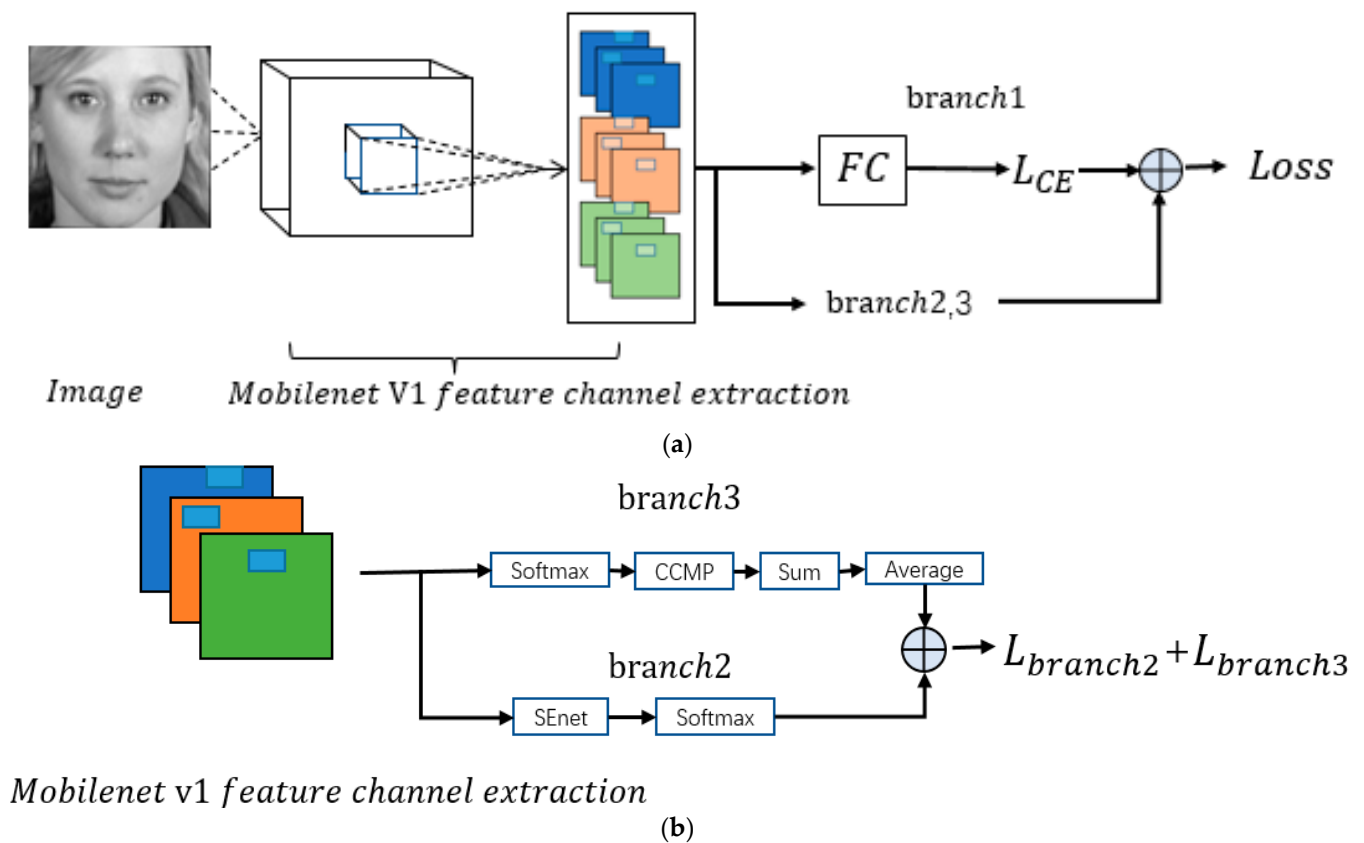 branch1
FC
L_CE
Loss
branch2,3
Image
Mobilenet V1 feature channel extraction
(a)
branch3
Softmax
CCMP
Sum
Average
L_branch2+L_branch3
branch2
SEnet
Softmax
Mobilenet v1 feature channel extraction
(b)